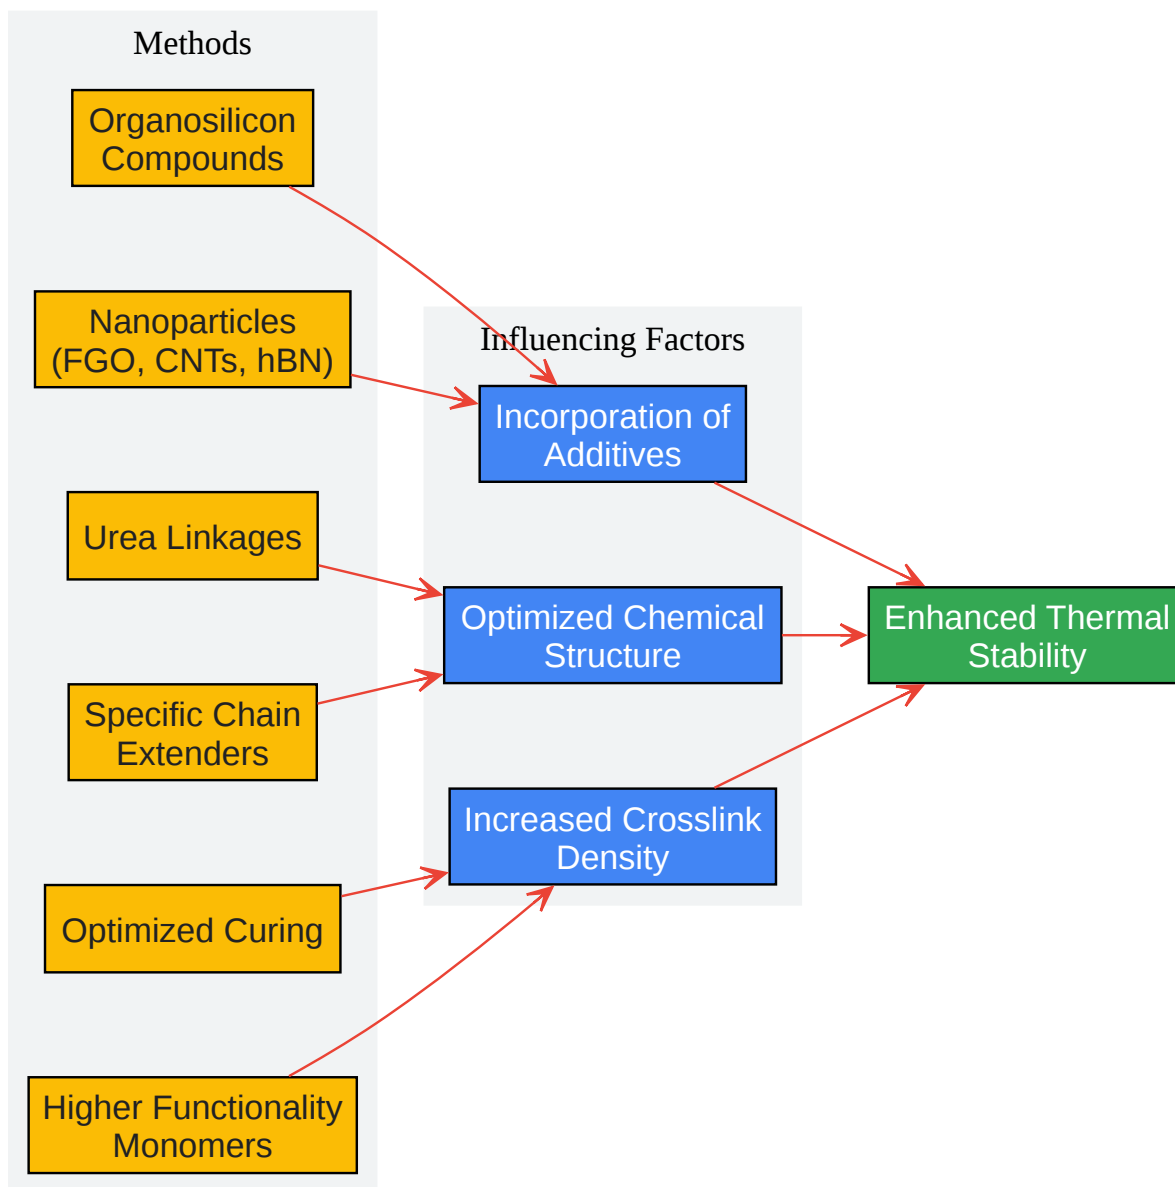 Methods
Organosilicon
Compounds
Nanoparticles
(FGO, CNTs, hBN)
Urea Linkages
Specific Chain
Extenders
Optimized Curing
Higher Functionality
Monomers
Influencing Factors
Incorporation of
Additives
Optimized Chemical
Structure
Increased Crosslink
Density
Enhanced Thermal
Stability